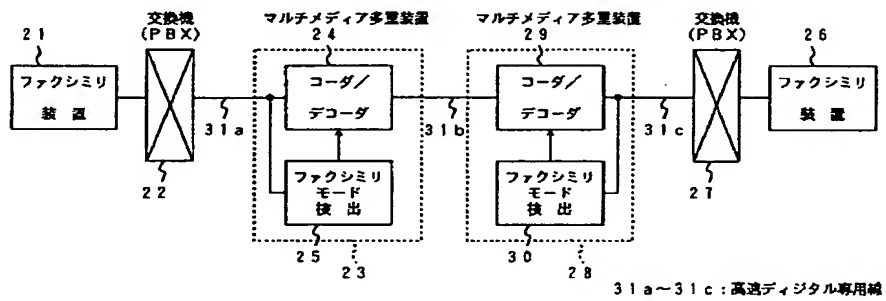 交換機
(PBX)
マルチメディア多重装置
マルチメディア多重装置
交換機
(PBX)
21
24
29
26
ファクシミリ
装置
コーダ/
デコーダ
コーダ/
デコーダ
ファクシミリ
装置
31a
31b
31c
22
ファクシミリ
モード
検出
ファクシミリ
モード
検出
27
25
23
30
28
31a~31c:高速ディジタル専用線